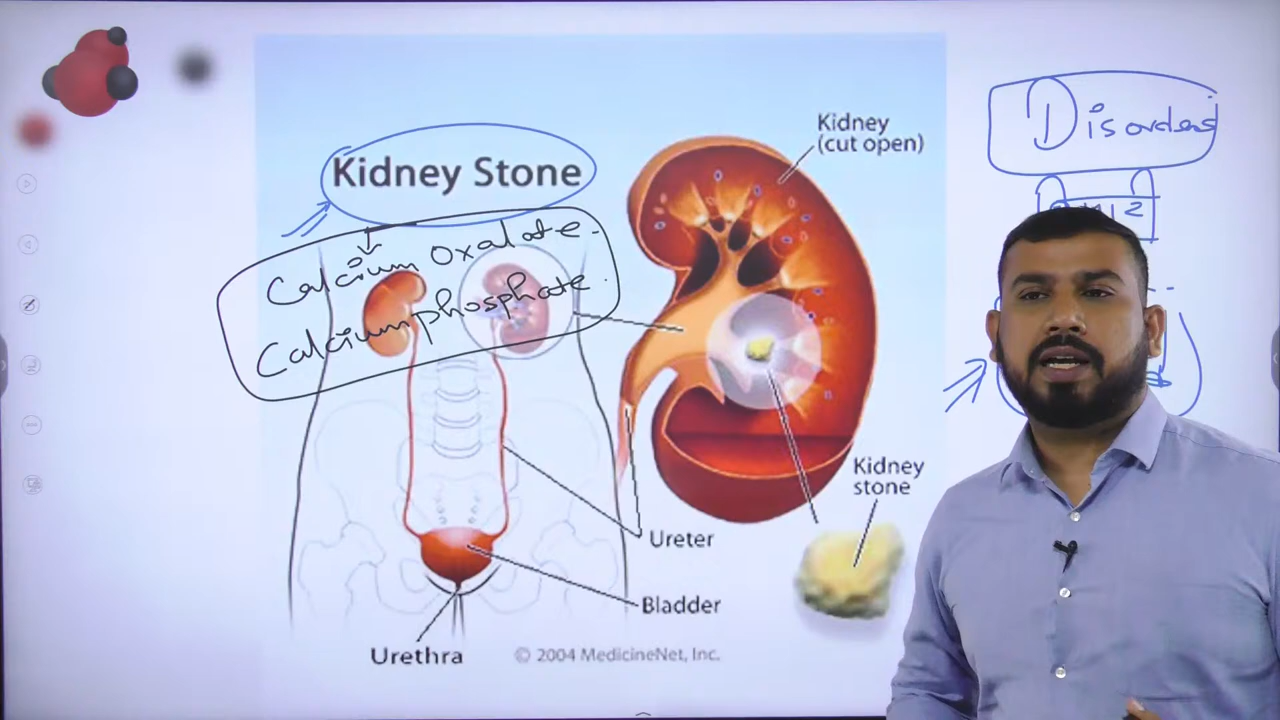 Disorders
Kidney
(cut open)
Kidney Stone
Calcium oxalate.
Calcium phosphate.
Kidney
stone
Ureter
Bladder
Urethra
© 2004 MedicineNet, Inc.